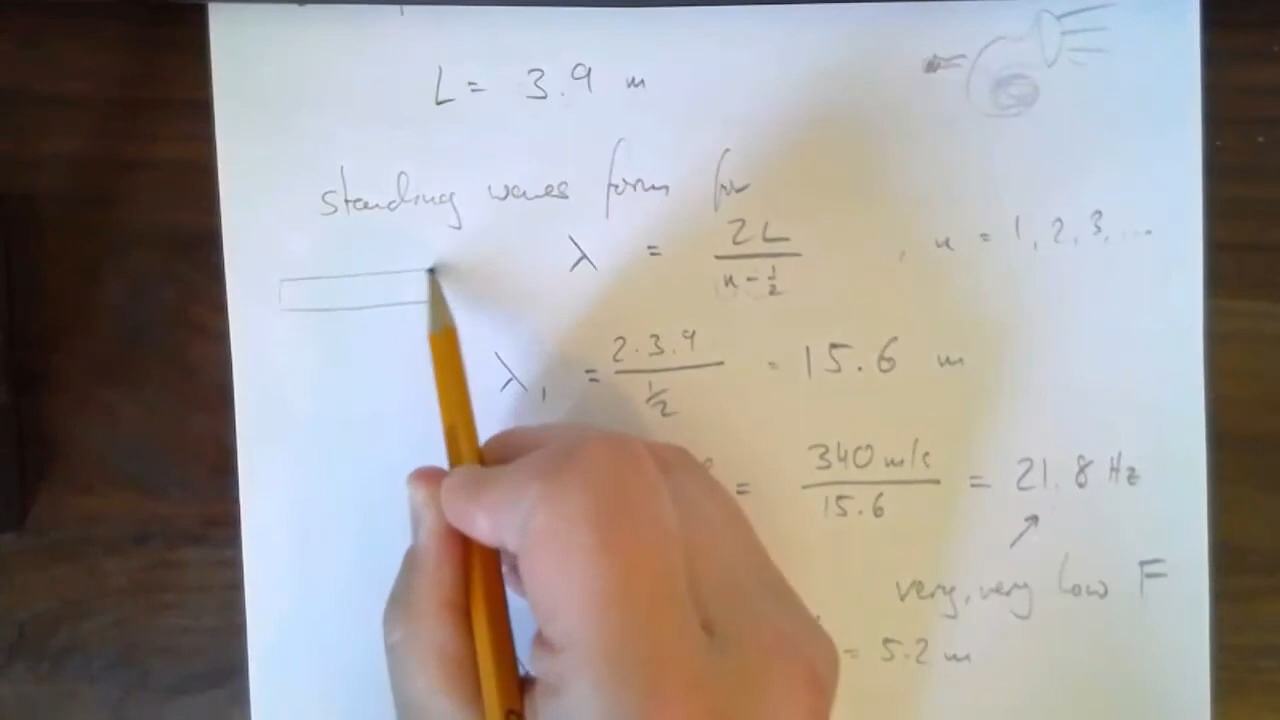 L = 3.9 m
standing waves form for
λ = 2L / (n - 1/2) , n = 1, 2, 3, ...
λ₁ = 2·3.9 / 1/2 = 15.6 m
= 340 m/s / 15.6 = 21.8 Hz
very, very low F
= 5.2 m